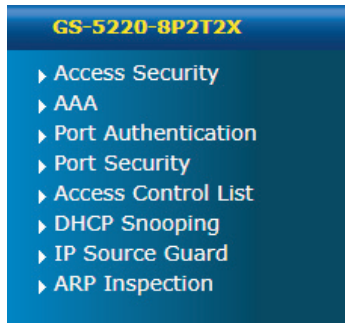 GS-5220-8P2T2X
Access Security
AAA
Port Authentication
Port Security
Access Control List
DHCP Snooping
IP Source Guard
ARP Inspection